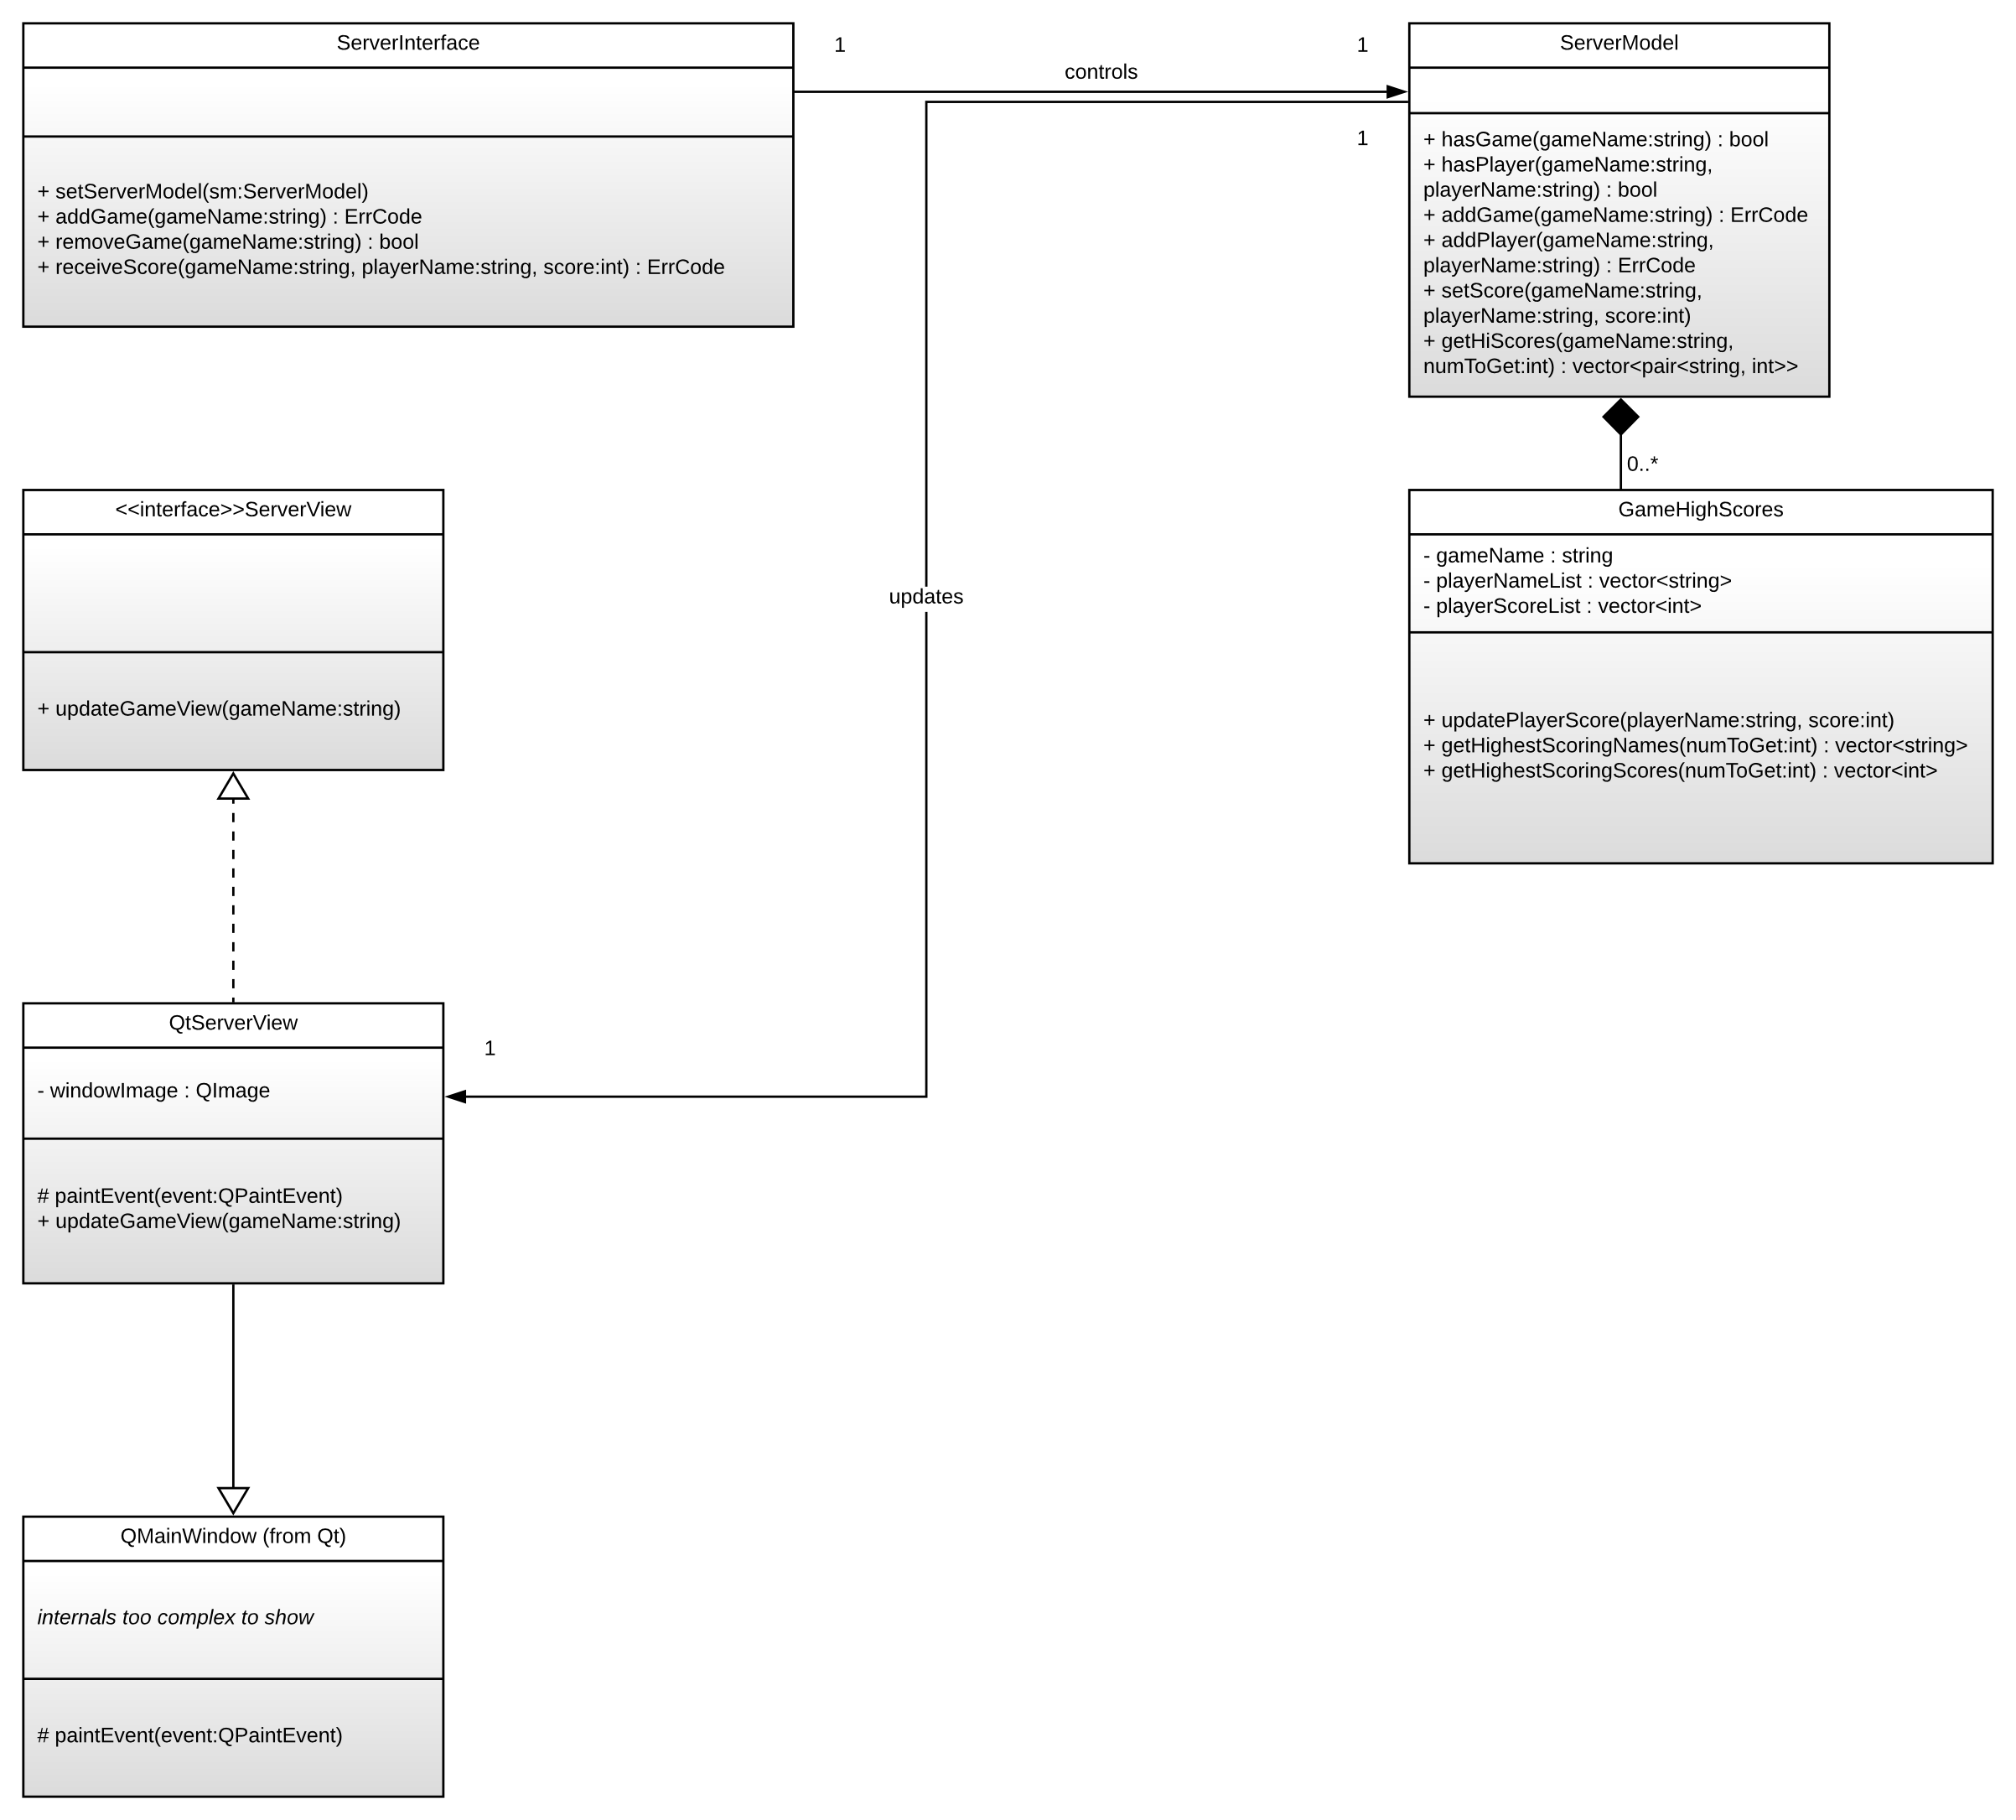 ServerInterface
+ setServerModel(sm:ServerModel)
+ addGame(gameName:string) : ErrCode
+ removeGame(gameName:string) : bool
+ receiveScore(gameName:string, playerName:string, score:int) : ErrCode
1
1
controls
1
ServerModel
+ hasGame(gameName:string) : bool
+ hasPlayer(gameName:string,
playerName:string) : bool
+ addGame(gameName:string) : ErrCode
+ addPlayer(gameName:string,
playerName:string) : ErrCode
+ setScore(gameName:string,
playerName:string, score:int)
+ getHiScores(gameName:string,
numToGet:int) : vector<pair<string, int>>
0..*
<<interface>>ServerView
+ updateGameView(gameName:string)
updates
GameHighScores
- gameName : string
- playerNameList : vector<string>
- playerScoreList : vector<int>
+ updatePlayerScore(playerName:string, score:int)
+ getHighestScoringNames(numToGet:int) : vector<string>
+ getHighestScoringScores(numToGet:int) : vector<int>
QtServerView
- windowImage : QImage
# paintEvent(event:QPaintEvent)
+ updateGameView(gameName:string)
1
QMainWindow (from Qt)
internals too complex to show
# paintEvent(event:QPaintEvent)